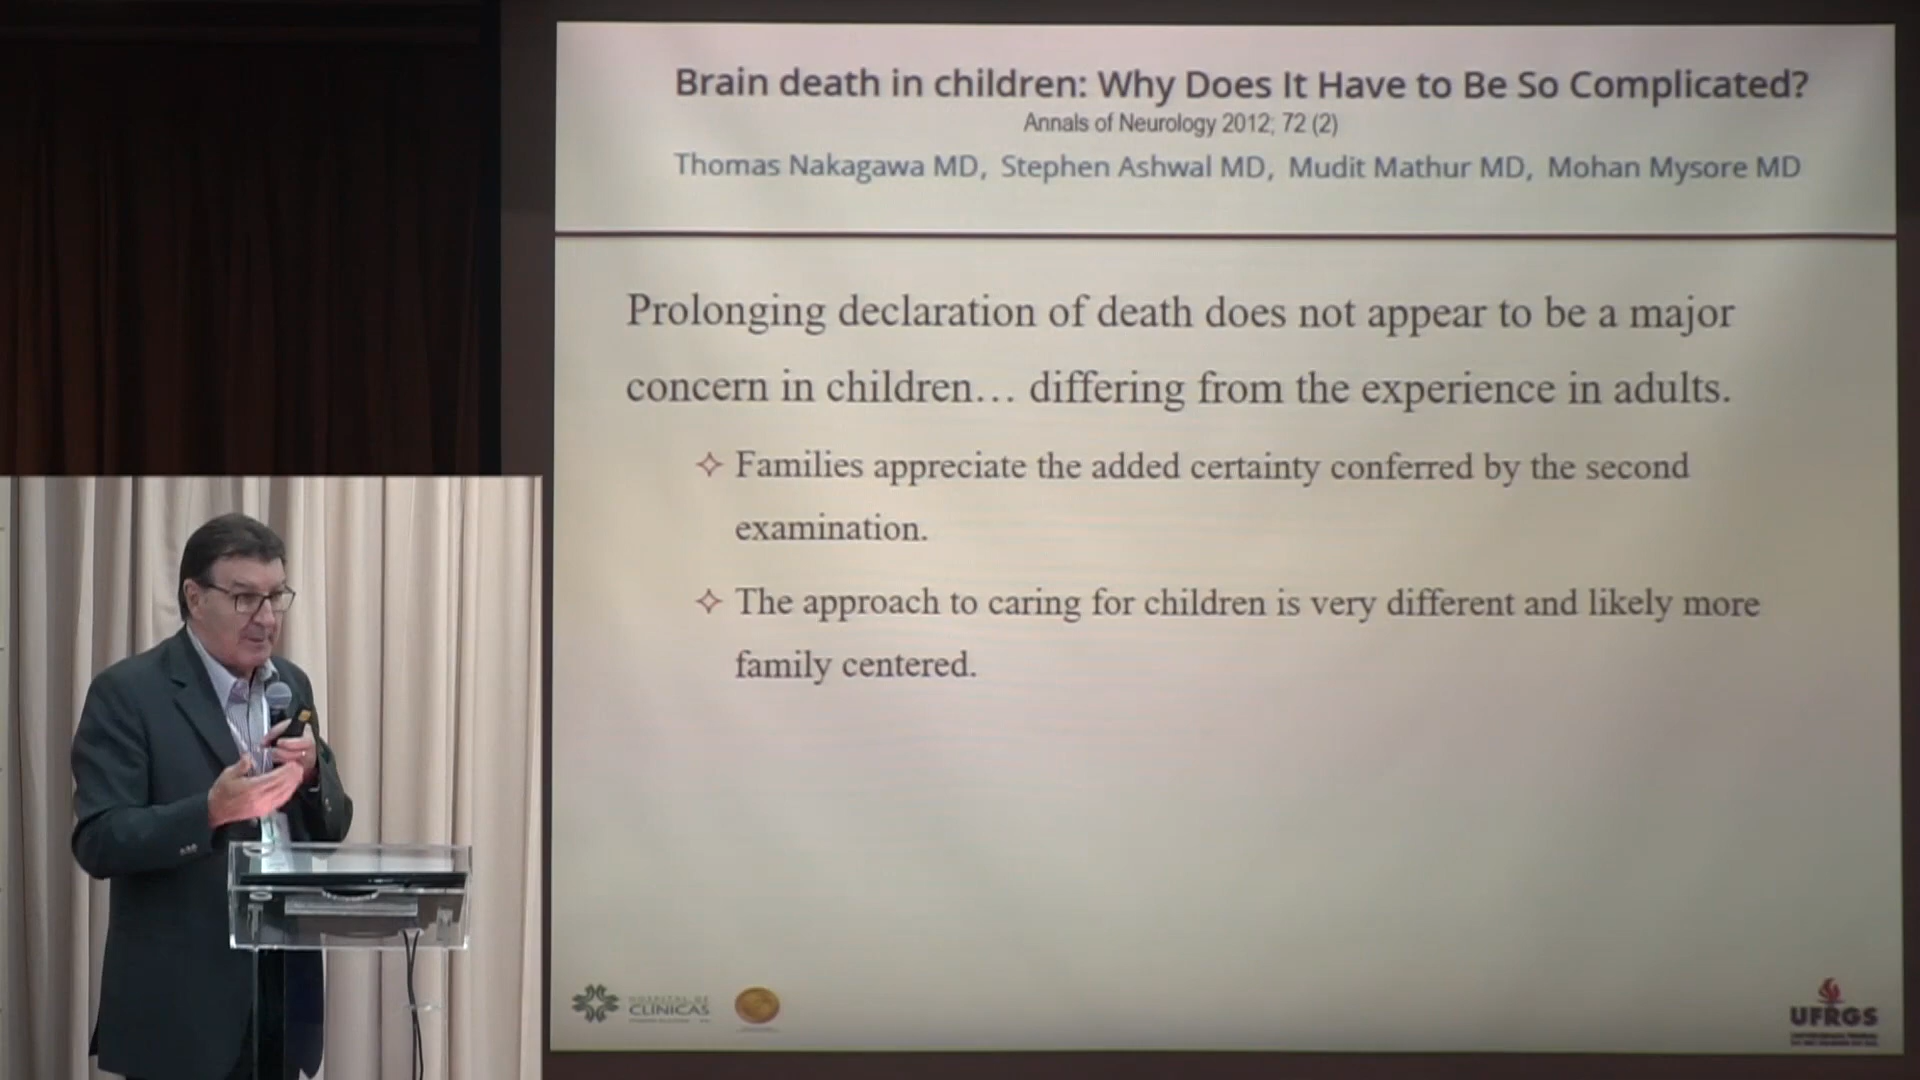 Brain death in children: Why Does It Have to Be So Complicated?
Annals of Neurology 2012; 72 (2)
Thomas Nakagawa MD, Stephen Ashwal MD, Mudit Mathur MD, Mohan Mysore MD
Prolonging declaration of death does not appear to be a major
concern in children… differing from the experience in adults.
✧ Families appreciate the added certainty conferred by the second
examination.
✧ The approach to caring for children is very different and likely more
family centered.
HOSPITAL DE
CLÍNICAS
UFRGS